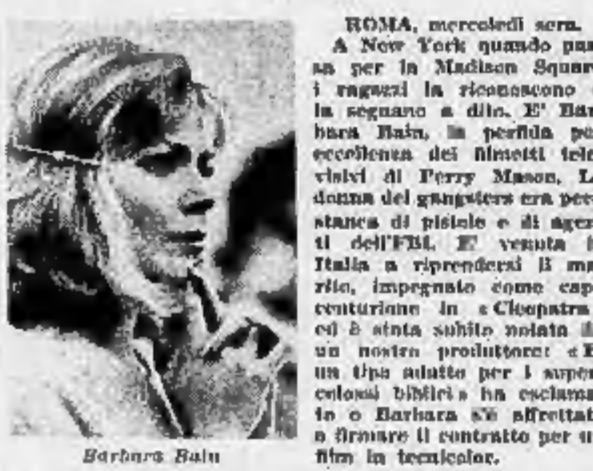 ROMA, mercoledì sera.
A New York quando pas
sa per la Madison Square
i ragazzi la riconoscono e
la segnano a dito. E' Bar
bara Bain, la perfida per
eccellenza dei filmetti tele
visivi di Perry Mason. La
donna dei gangsters era però
stanca di pistole e di agen
ti dell'FBI. E' venuta in
Italia a riprendersi il ma
rito, impegnato come capo
centurione in « Cleopatra »
ed è stata subito notata da
un nostro produttore: « E'
un tipo adatto per i super
colossi biblici » ha esclama
to e Barbara s'è affrettata
a firmare il contratto per un
film in tecnicolor.
Barbara Bain